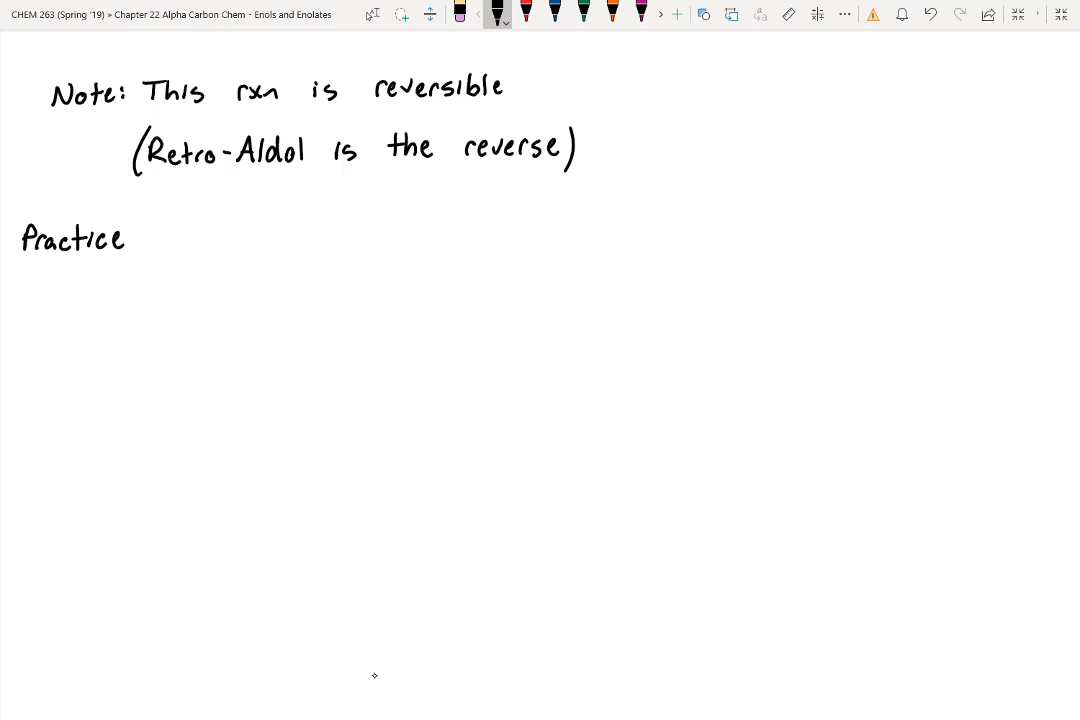 CHEM 263 (Spring '19) » Chapter 22 Alpha Carbon Chem - Enols and Enolates
Note: This rxn is reversible
(Retro-Aldol is the reverse)
Practice